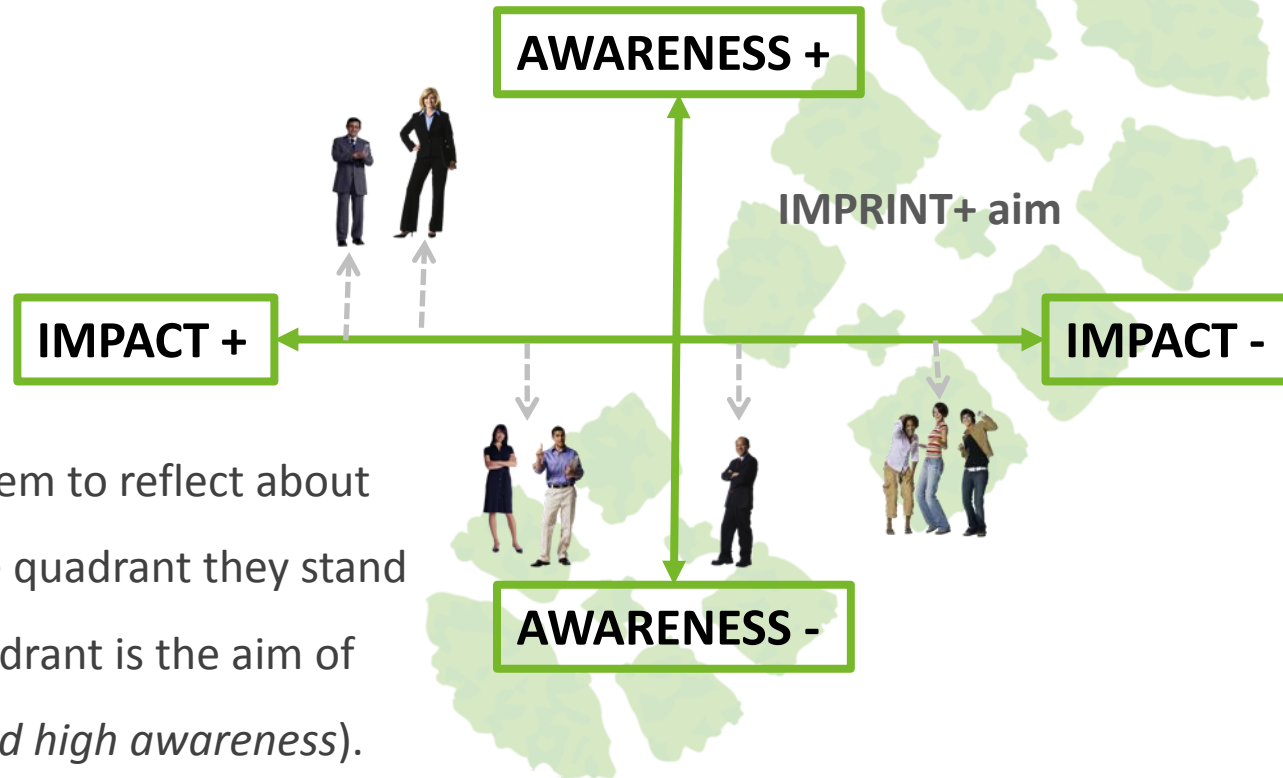 AWARENESS +
IMPRINT+ aim
IMPACT +
IMPACT -
em to reflect about
quadrant they stand
drant is the aim of
d high awareness).
AWARENESS -